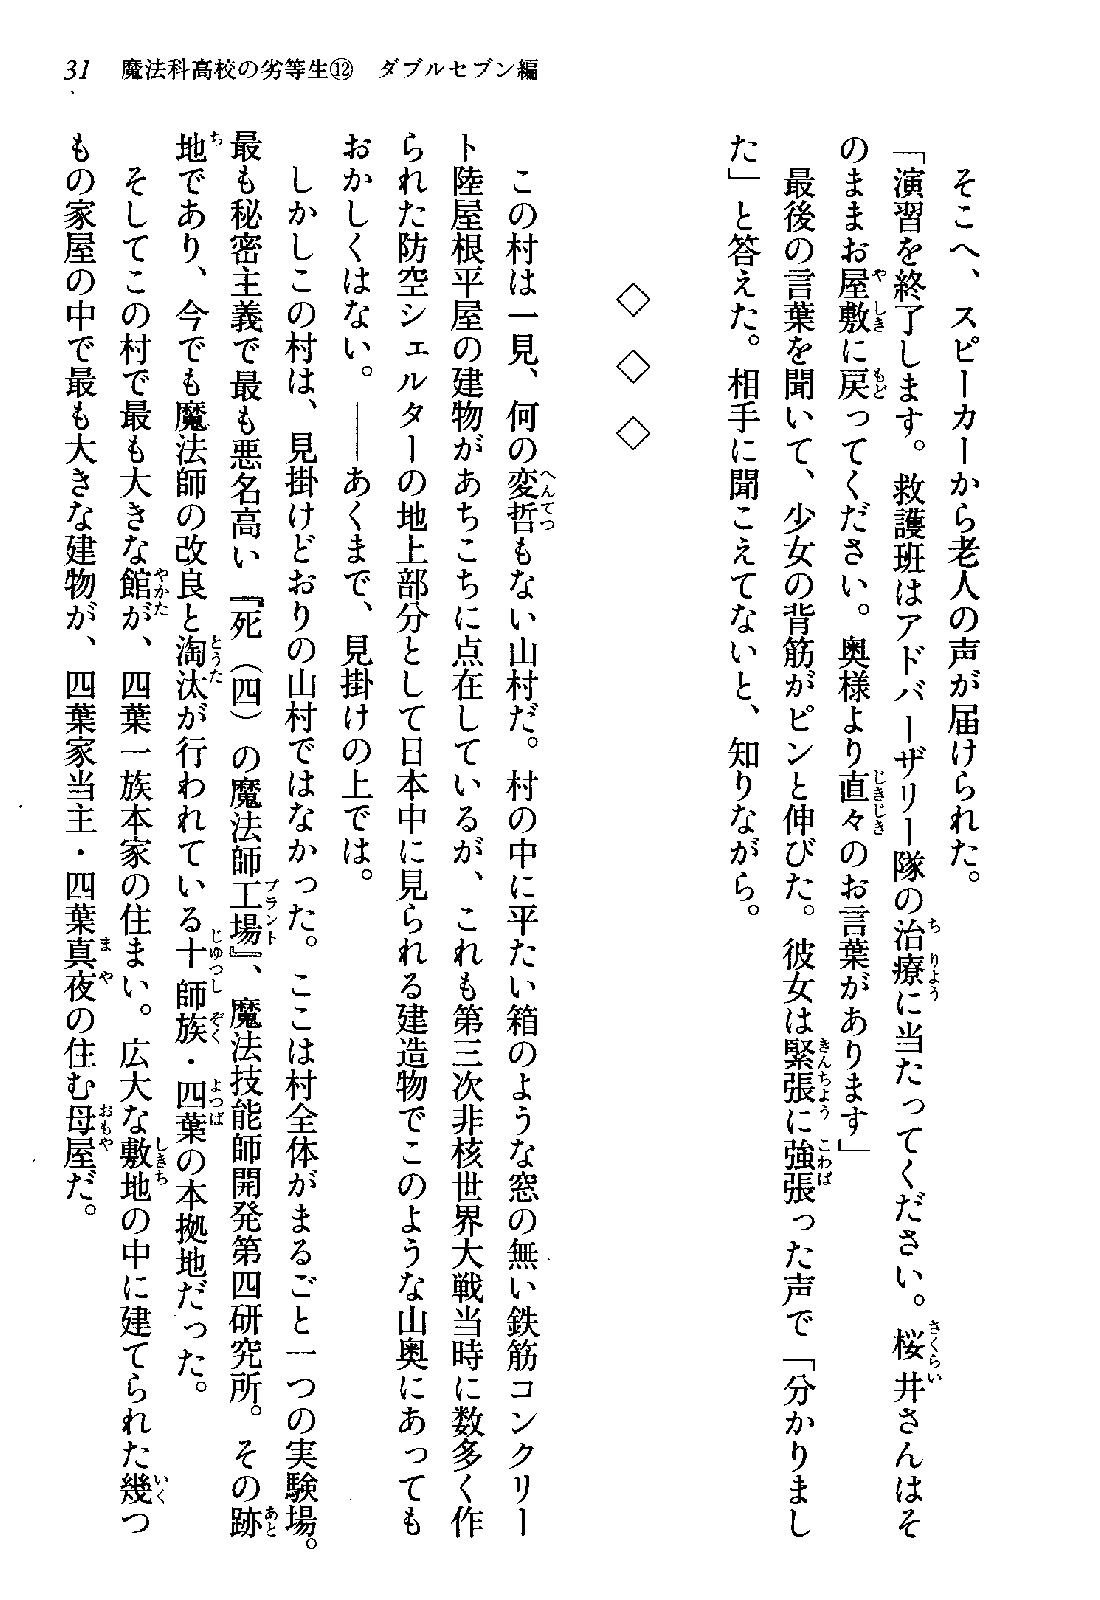 31　魔法科高校の劣等生⑫　ダブルセブン編
そこへ、スピーカーから老人の声が届けられた。
「演習を終了します。救護班はアドバーザリー隊の治療に当たってください。桜井さんはそ
のままお屋敷に戻ってください。奥様より直々のお言葉があります」
最後の言葉を聞いて、少女の背筋がピンと伸びた。彼女は緊張に強張った声で「分かりまし
た」と答えた。相手に聞こえてないと、知りながら。
◇　◇　◇
この村は一見、何の変哲もない山村だ。村の中に平たい箱のような窓の無い鉄筋コンクリー
ト陸屋根平屋の建物があちこちに点在しているが、これも第三次非核世界大戦当時に数多く作
られた防空シェルターの地上部分として日本中に見られる建造物でこのような山奥にあっても
おかしくはない。――あくまで、見掛けの上では。
しかしこの村は、見掛けどおりの山村ではなかった。ここは村全体がまるごと一つの実験場。
最も秘密主義で最も悪名高い『死（四）の魔法師工場』、魔法技能師開発第四研究所。その跡
地であり、今でも魔法師の改良と淘汰が行われている十師族・四葉の本拠地だった。
そしてこの村で最も大きな館が、四葉一族本家の住まい。広大な敷地の中に建てられた幾つ
もの家屋の中で最も大きな建物が、四葉家当主・四葉真夜の住む母屋だ。